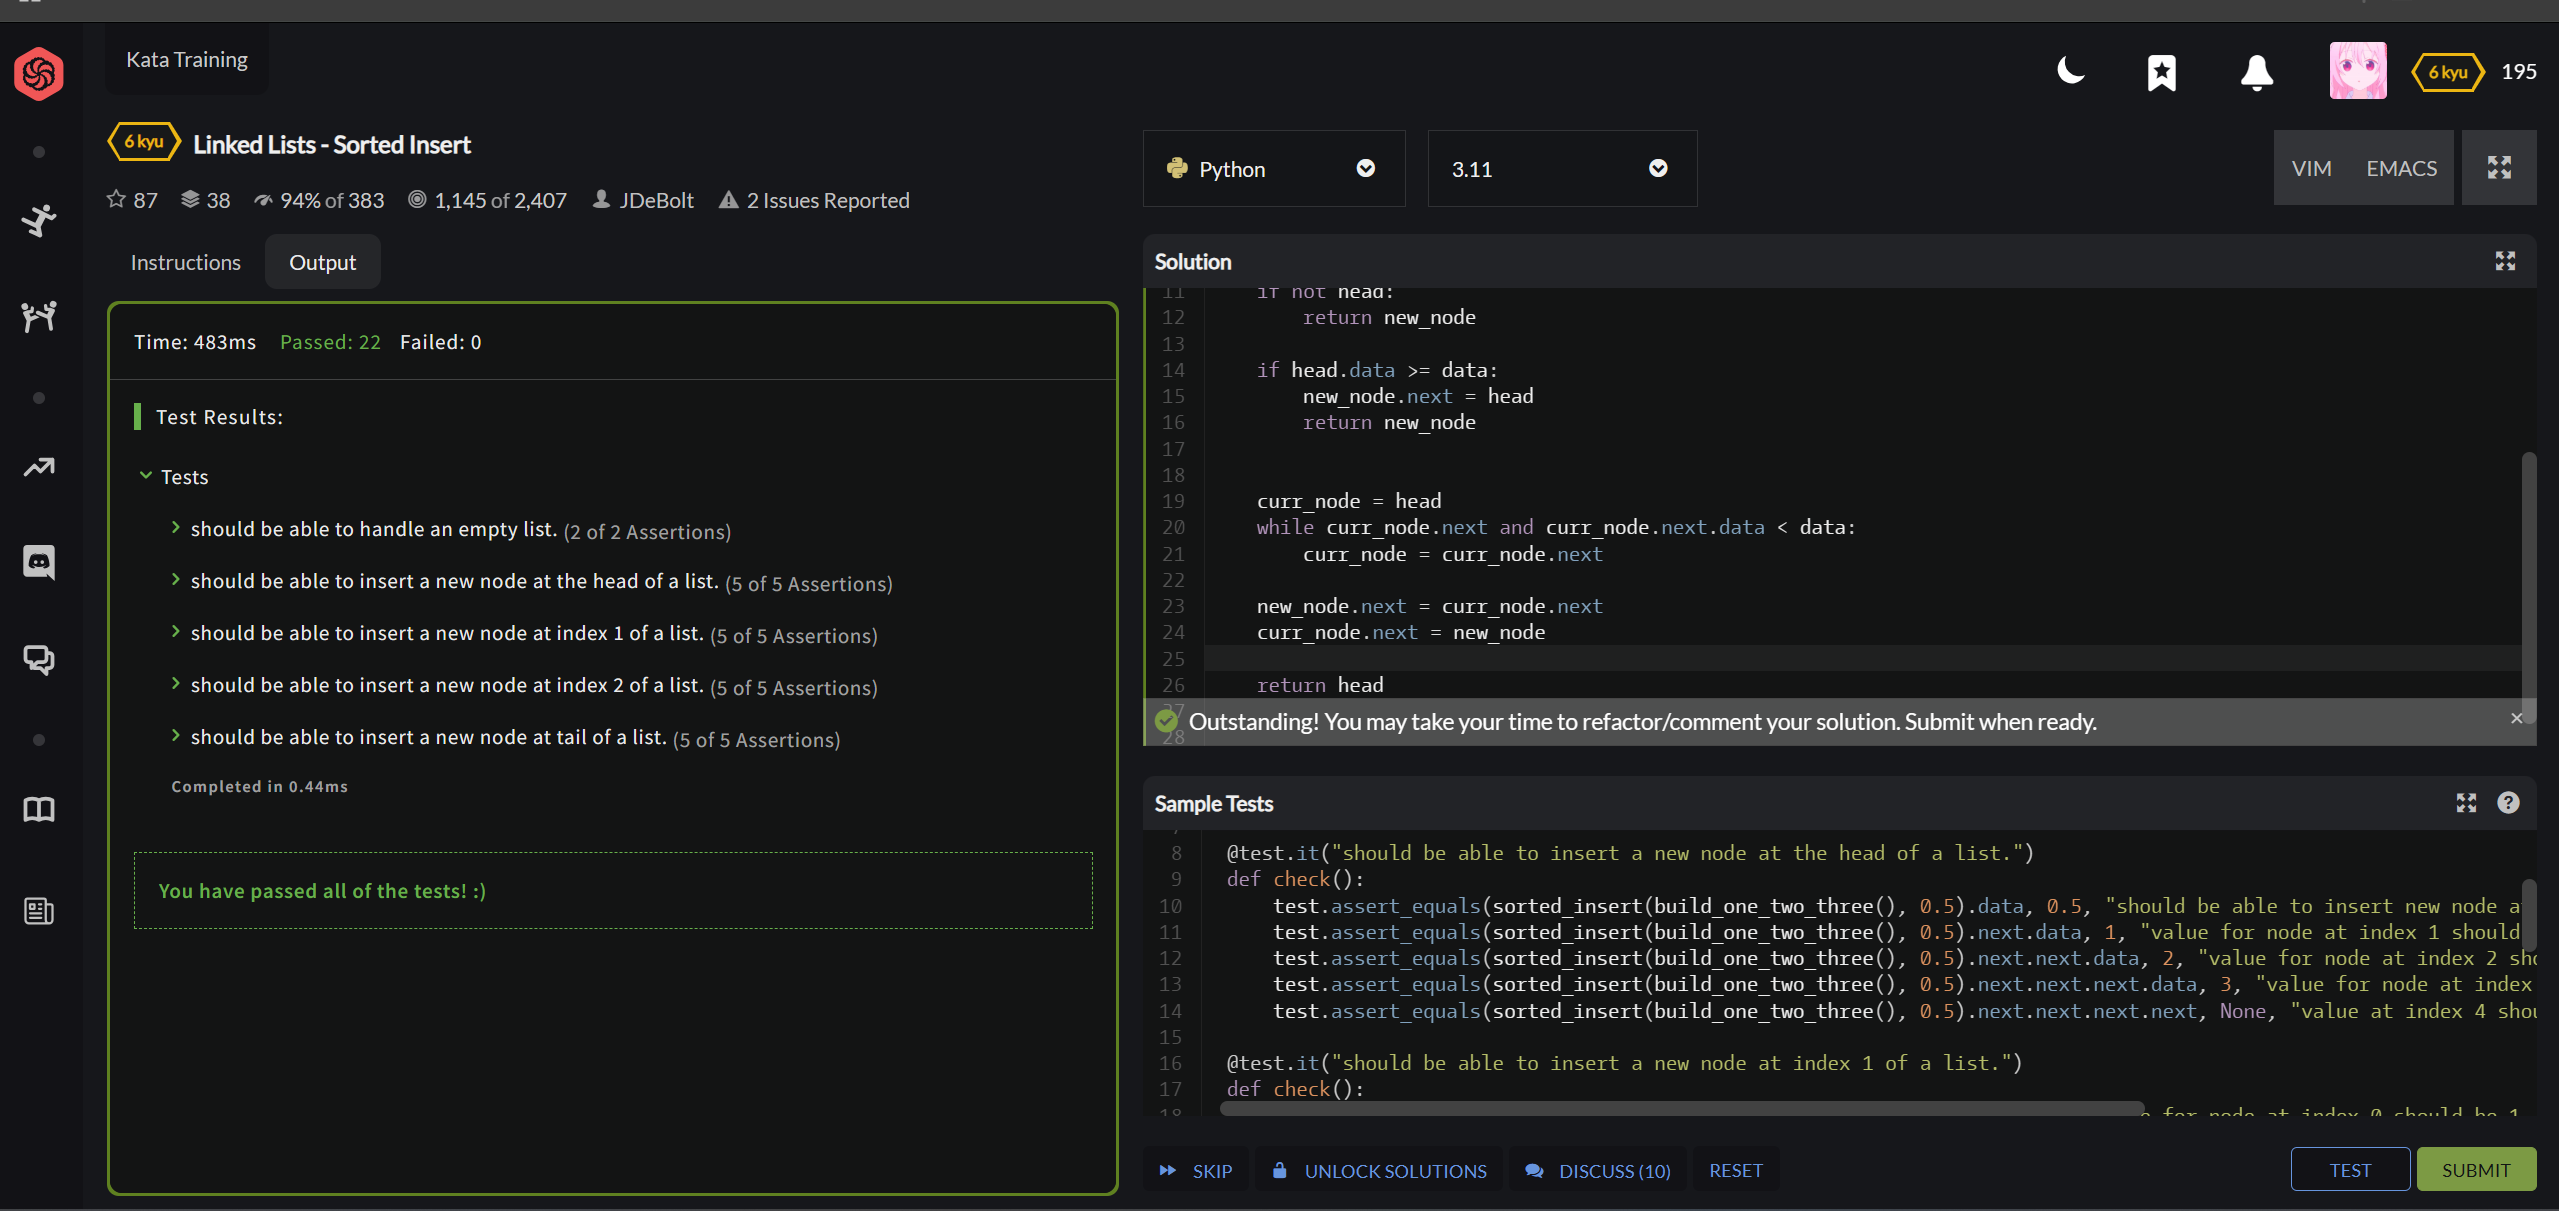 Kata Training
6 kyu 195
6 kyu Linked Lists - Sorted Insert
87 38 94% of 383 1,145 of 2,407 JDeBolt 2 Issues Reported
Instructions Output
Time: 483ms Passed: 22 Failed: 0
Test Results:
Tests
should be able to handle an empty list. (2 of 2 Assertions)
should be able to insert a new node at the head of a list. (5 of 5 Assertions)
should be able to insert a new node at index 1 of a list. (5 of 5 Assertions)
should be able to insert a new node at index 2 of a list. (5 of 5 Assertions)
should be able to insert a new node at tail of a list. (5 of 5 Assertions)
Completed in 0.44ms
You have passed all of the tests! :)
Python 3.11 VIM EMACS
Solution
11 if not head:
12 return new_node
13
14 if head.data >= data:
15 new_node.next = head
16 return new_node
17
18
19 curr_node = head
20 while curr_node.next and curr_node.next.data < data:
21 curr_node = curr_node.next
22
23 new_node.next = curr_node.next
24 curr_node.next = new_node
25
26 return head
27
Outstanding! You may take your time to refactor/comment your solution. Submit when ready.
28
Sample Tests
8 @test.it("should be able to insert a new node at the head of a list.")
9 def check():
10 test.assert_equals(sorted_insert(build_one_two_three(), 0.5).data, 0.5, "should be able to insert new node a
11 test.assert_equals(sorted_insert(build_one_two_three(), 0.5).next.data, 1, "value for node at index 1 should
12 test.assert_equals(sorted_insert(build_one_two_three(), 0.5).next.next.data, 2, "value for node at index 2 sho
13 test.assert_equals(sorted_insert(build_one_two_three(), 0.5).next.next.next.data, 3, "value for node at index
14 test.assert_equals(sorted_insert(build_one_two_three(), 0.5).next.next.next.next, None, "value at index 4 shou
15
16 @test.it("should be able to insert a new node at index 1 of a list.")
17 def check():
18 for node at index 0 should be 1
SKIP UNLOCK SOLUTIONS DISCUSS (10) RESET TEST SUBMIT